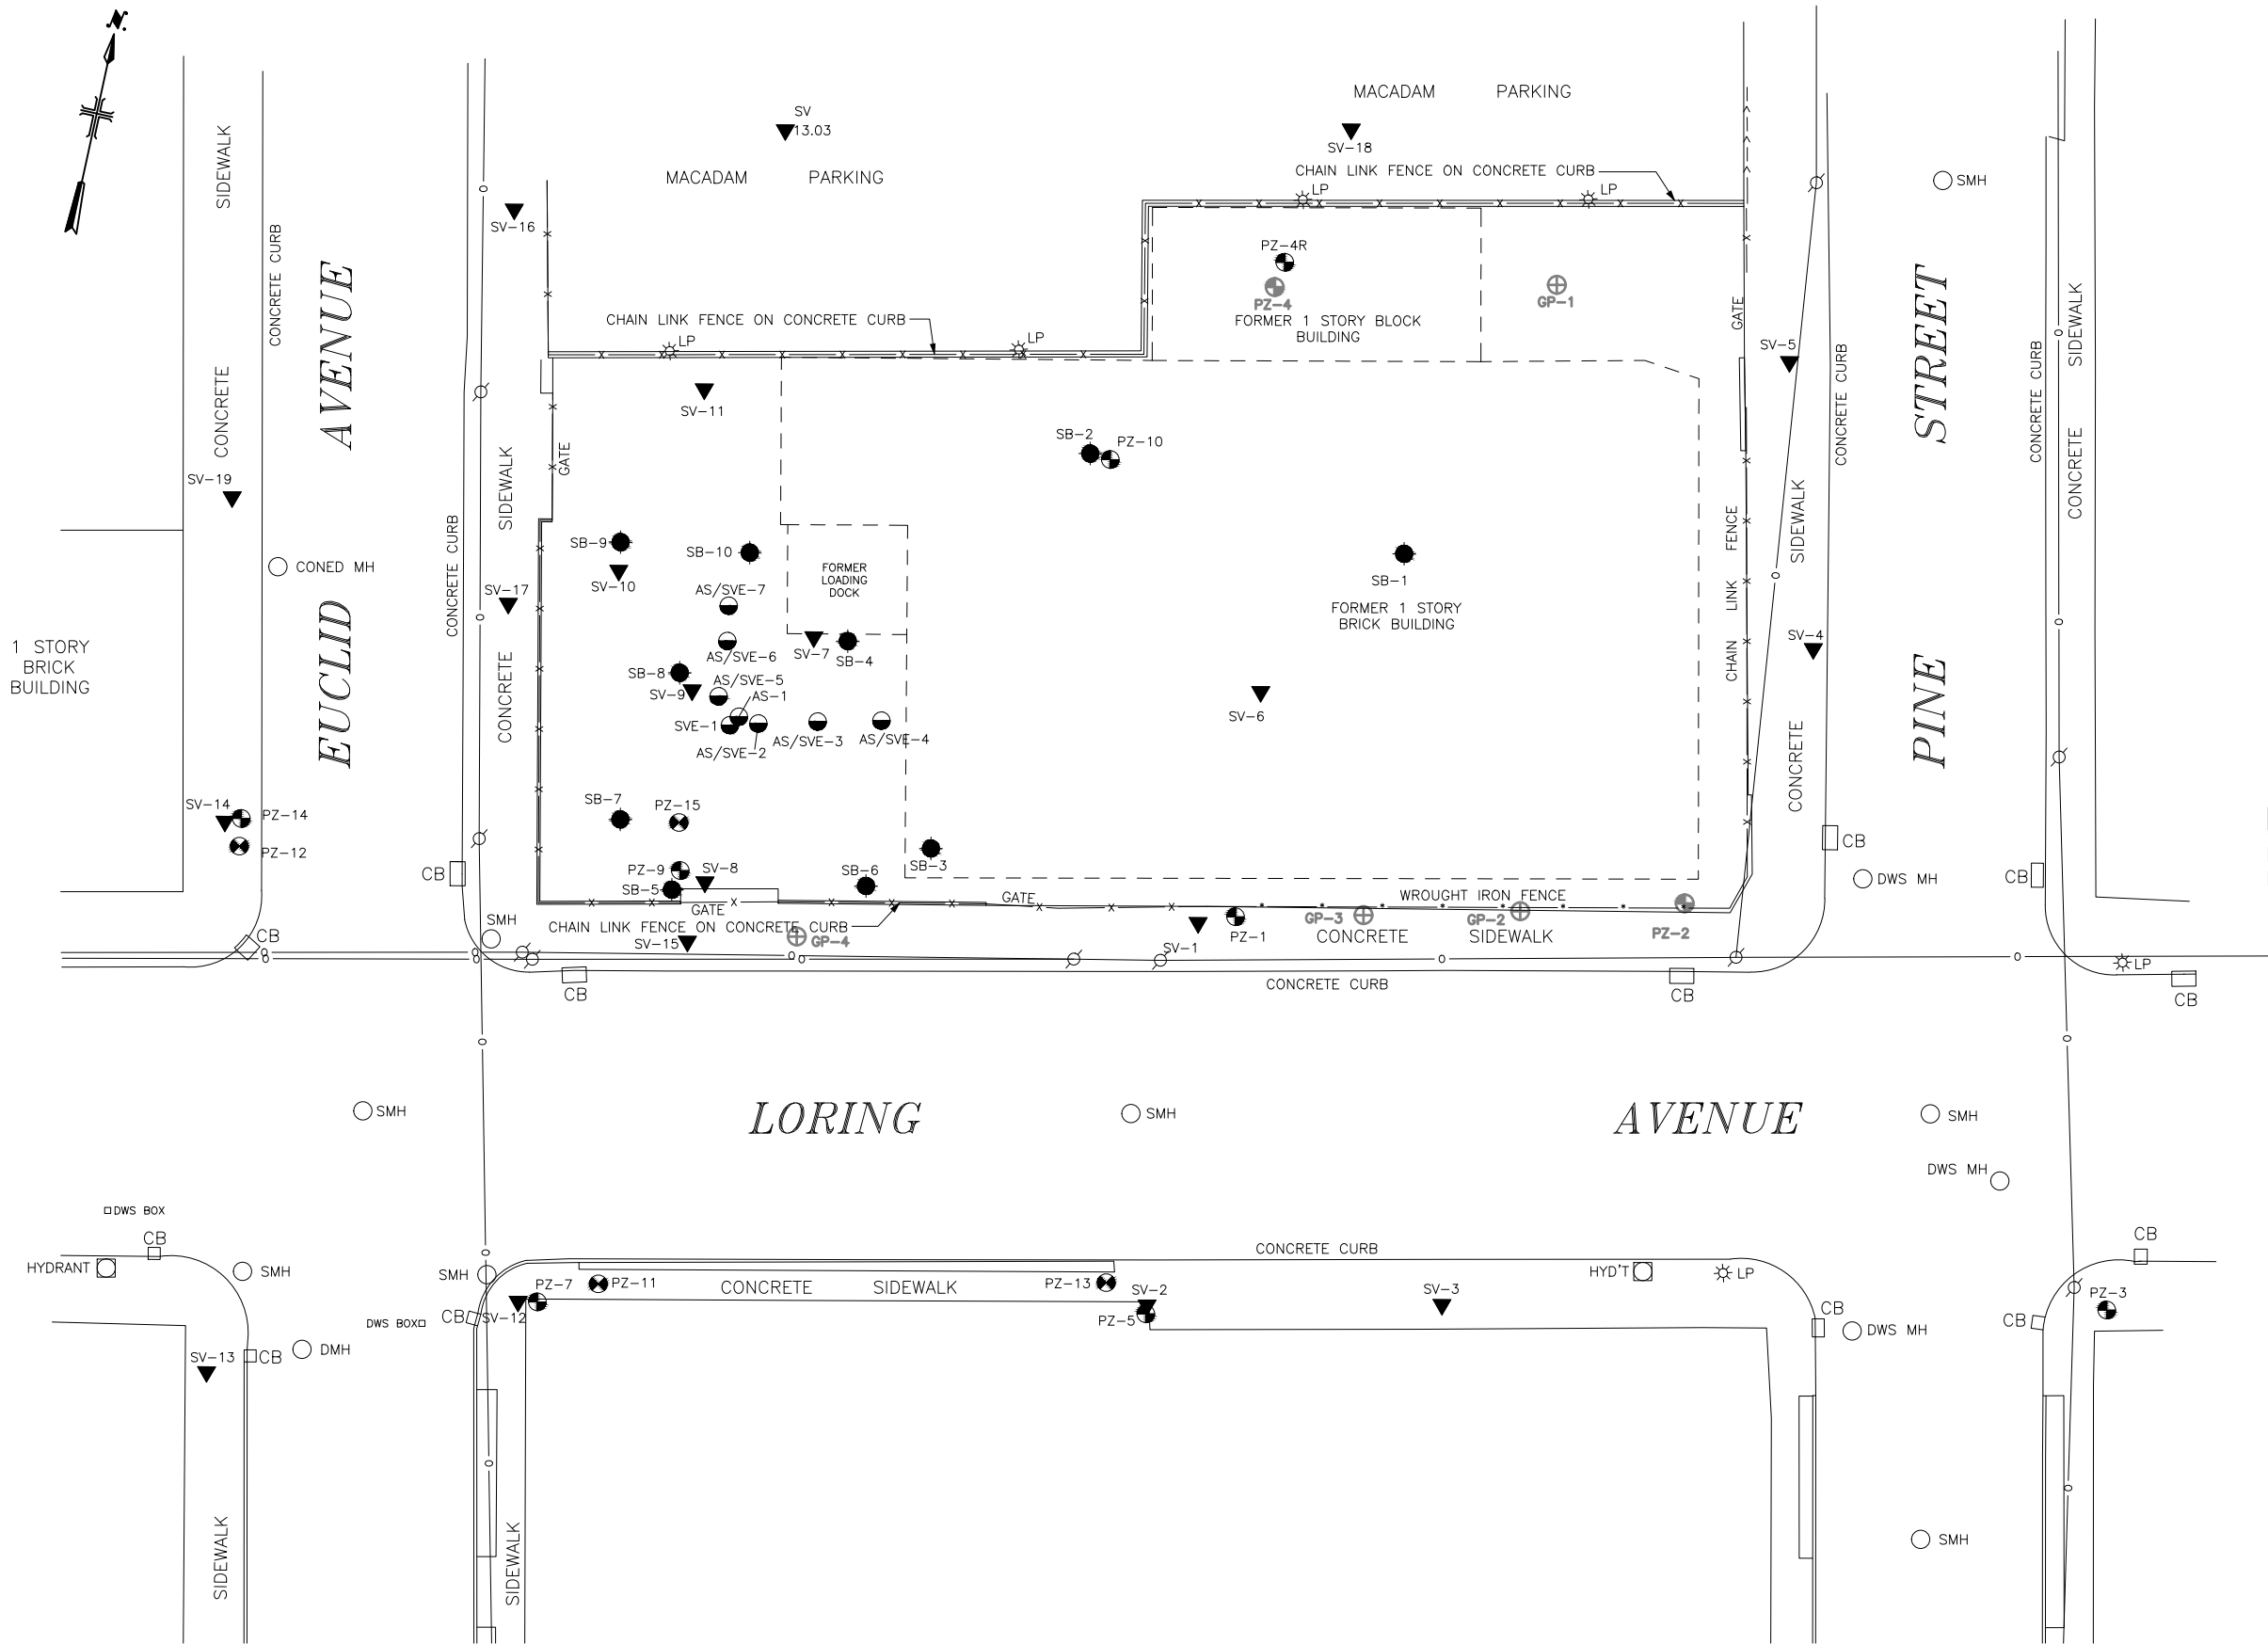 N.
MACADAM PARKING
SV
13.03
SV-18
CHAIN LINK FENCE ON CONCRETE CURB
MACADAM PARKING
LP
LP
SMH
SIDEWALK
CONCRETE
CONCRETE CURB
EUCLID AVENUE
SV-16
PZ-4R
PZ-4
GP-1
FORMER 1 STORY BLOCK
BUILDING
GATE
CHAIN LINK FENCE ON CONCRETE CURB
LP
LP
SV-5
CONCRETE CURB
PINE STREET
CONCRETE CURB
CONCRETE SIDEWALK
SV-11
SB-2
PZ-10
GATE
SIDEWALK
CONCRETE
CONCRETE CURB
SV-19
CONED MH
SB-9
SV-10
SB-10
AS/SVE-7
FORMER
LOADING
DOCK
SB-1
FORMER 1 STORY
BRICK BUILDING
CHAIN LINK FENCE
SIDEWALK
CONCRETE
SV-17
1 STORY
BRICK
BUILDING
AS/SVE-6
SV-7
SB-4
SV-4
SB-8
AS/SVE-5
SV-9
AS-1
SVE-1
AS/SVE-2
AS/SVE-3
AS/SVE-4
SV-6
SV-14
PZ-14
PZ-12
SB-7
PZ-15
CB
PZ-9
SV-8
SB-5
SB-6
SB-3
CB
DWS MH
CB
GATE
GATE
WROUGHT IRON FENCE
SMH
CHAIN LINK FENCE ON CONCRETE CURB
SV-15
GP-4
SV-1
PZ-1
GP-3
GP-2
PZ-2
CONCRETE SIDEWALK
CB
LP
CB
CONCRETE CURB
CB
CB
SMH
LORING AVENUE
SMH
SMH
DWS MH
DWS BOX
CB
HYDRANT
SMH
SMH
CONCRETE CURB
CB
PZ-7
PZ-11
CONCRETE SIDEWALK
PZ-13
SV-2
SV-3
HYD'T
LP
PZ-3
DWS BOX
CB
SV-12
PZ-5
CB
DWS MH
CB
SV-13
CB
DMH
SIDEWALK
SIDEWALK
SMH